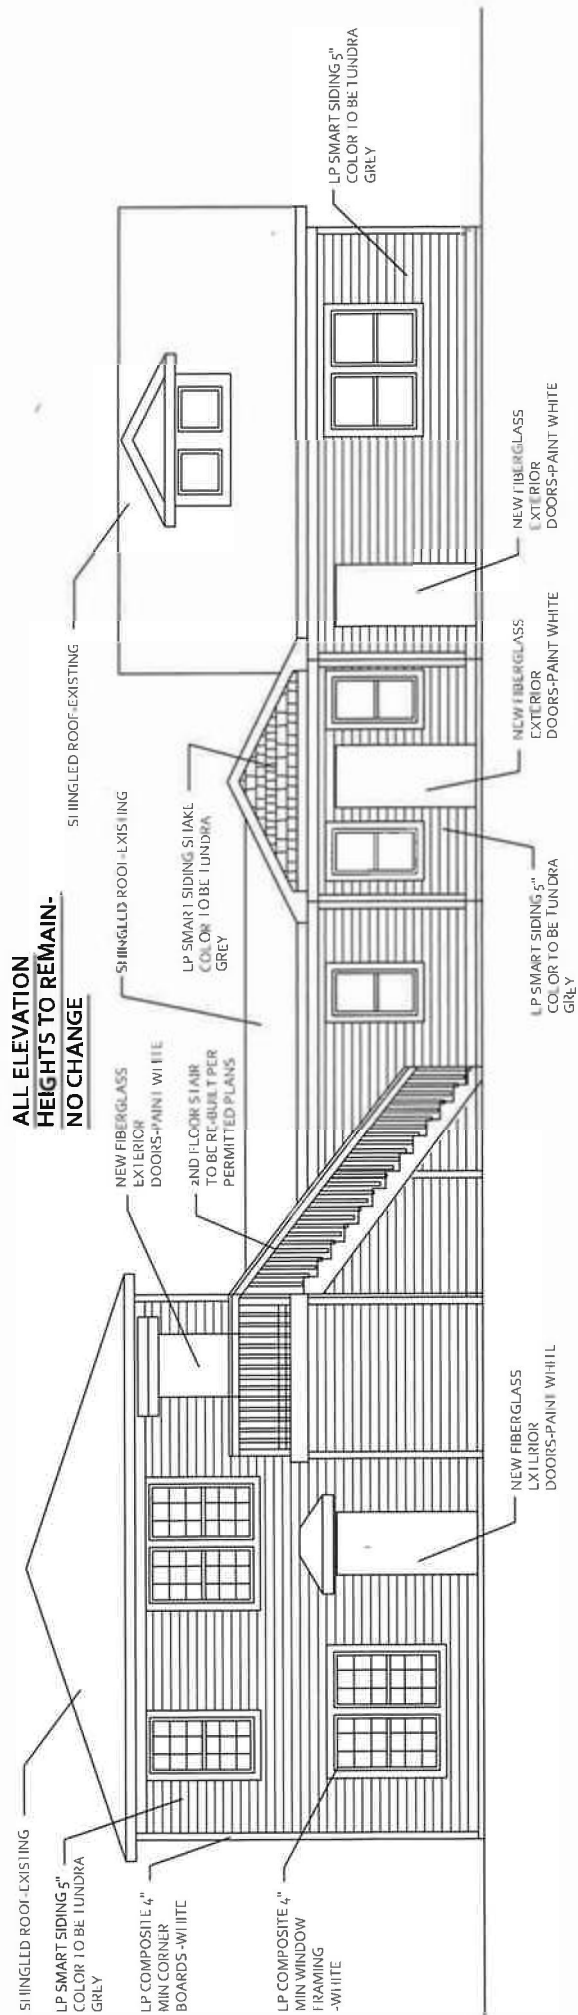 ALL ELEVATION
HEIGHTS TO REMAIN-
NO CHANGE
SHINGLED ROOF-EXISTING
LP SMART SIDING 5"
COLOR TO BE TUNDRA
GREY
LP COMPOSITE 4"
MIN CORNER
BOARDS-WHITE
LP COMPOSITE 4"
MIN WINDOW
FRAMING
-WHITE
NEW FIBERGLASS
EXTERIOR
DOORS-PAINT WHITE
2ND FLOOR STAIR
TO BE RE-BUILT PER
PERMITTED PLANS
SHINGLED ROOF-EXISTING
LP SMART SIDING SHAKE
COLOR TO BE TUNDRA
GREY
SHINGLED ROOF-EXISTING
LP SMART SIDING 5"
COLOR TO BE TUNDRA
GREY
NEW FIBERGLASS
EXTERIOR
DOORS-PAINT WHITE
LP SMART SIDING 5"
COLOR TO BE TUNDRA
GREY
NEW FIBERGLASS
EXTERIOR
DOORS-PAINT WHITE
NEW FIBERGLASS
EXTERIOR
DOORS-PAINT WHITE